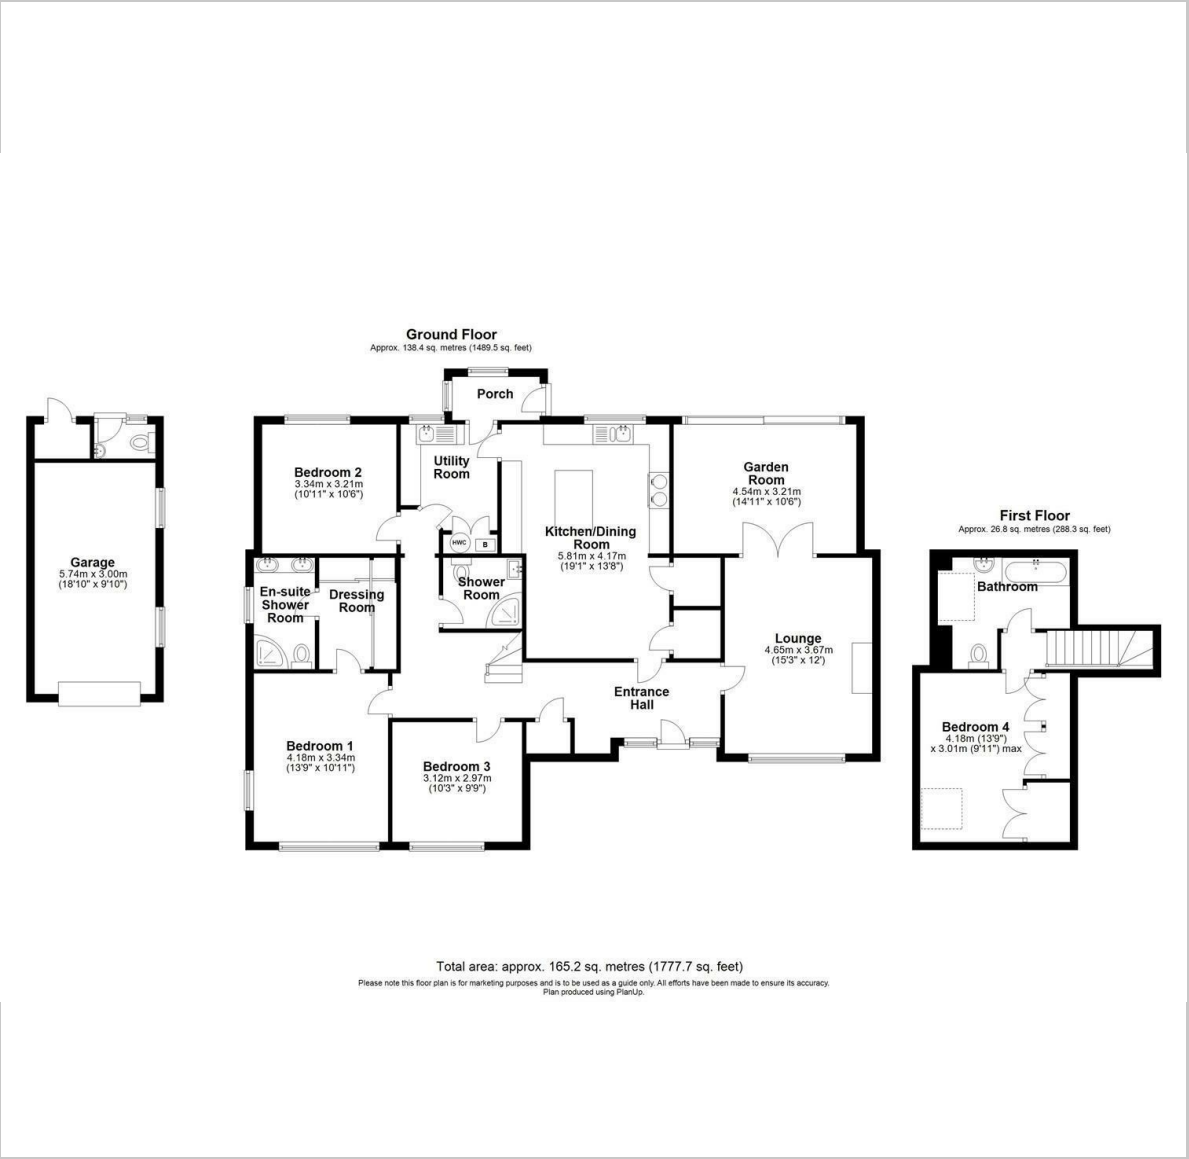 Ground Floor
Approx. 138.4 sq. metres (1489.5 sq. feet)
Porch
Bedroom 2
3.34m x 3.21m
(10'11" x 10'6")
Utility
Room
HWC
B
Kitchen/Dining
Room
5.81m x 4.17m
(19'1" x 13'8")
Garden
Room
4.54m x 3.21m
(14'11" x 10'6")
Garage
5.74m x 3.00m
(18'10" x 9'10")
En-suite
Shower
Room
Dressing
Room
Shower
Room
Lounge
4.65m x 3.67m
(15'3" x 12')
Entrance
Hall
Bedroom 1
4.18m x 3.34m
(13'9" x 10'11")
Bedroom 3
3.12m x 2.97m
(10'3" x 9'9")
First Floor
Approx. 26.8 sq. metres (288.3 sq. feet)
Bathroom
Bedroom 4
4.18m (13'9")
x 3.01m (9'11") max
Total area: approx. 165.2 sq. metres (1777.7 sq. feet)
Please note this floor plan is for marketing purposes and is to be used as a guide only. All efforts have been made to ensure its accuracy.
Plan produced using PlanUp.